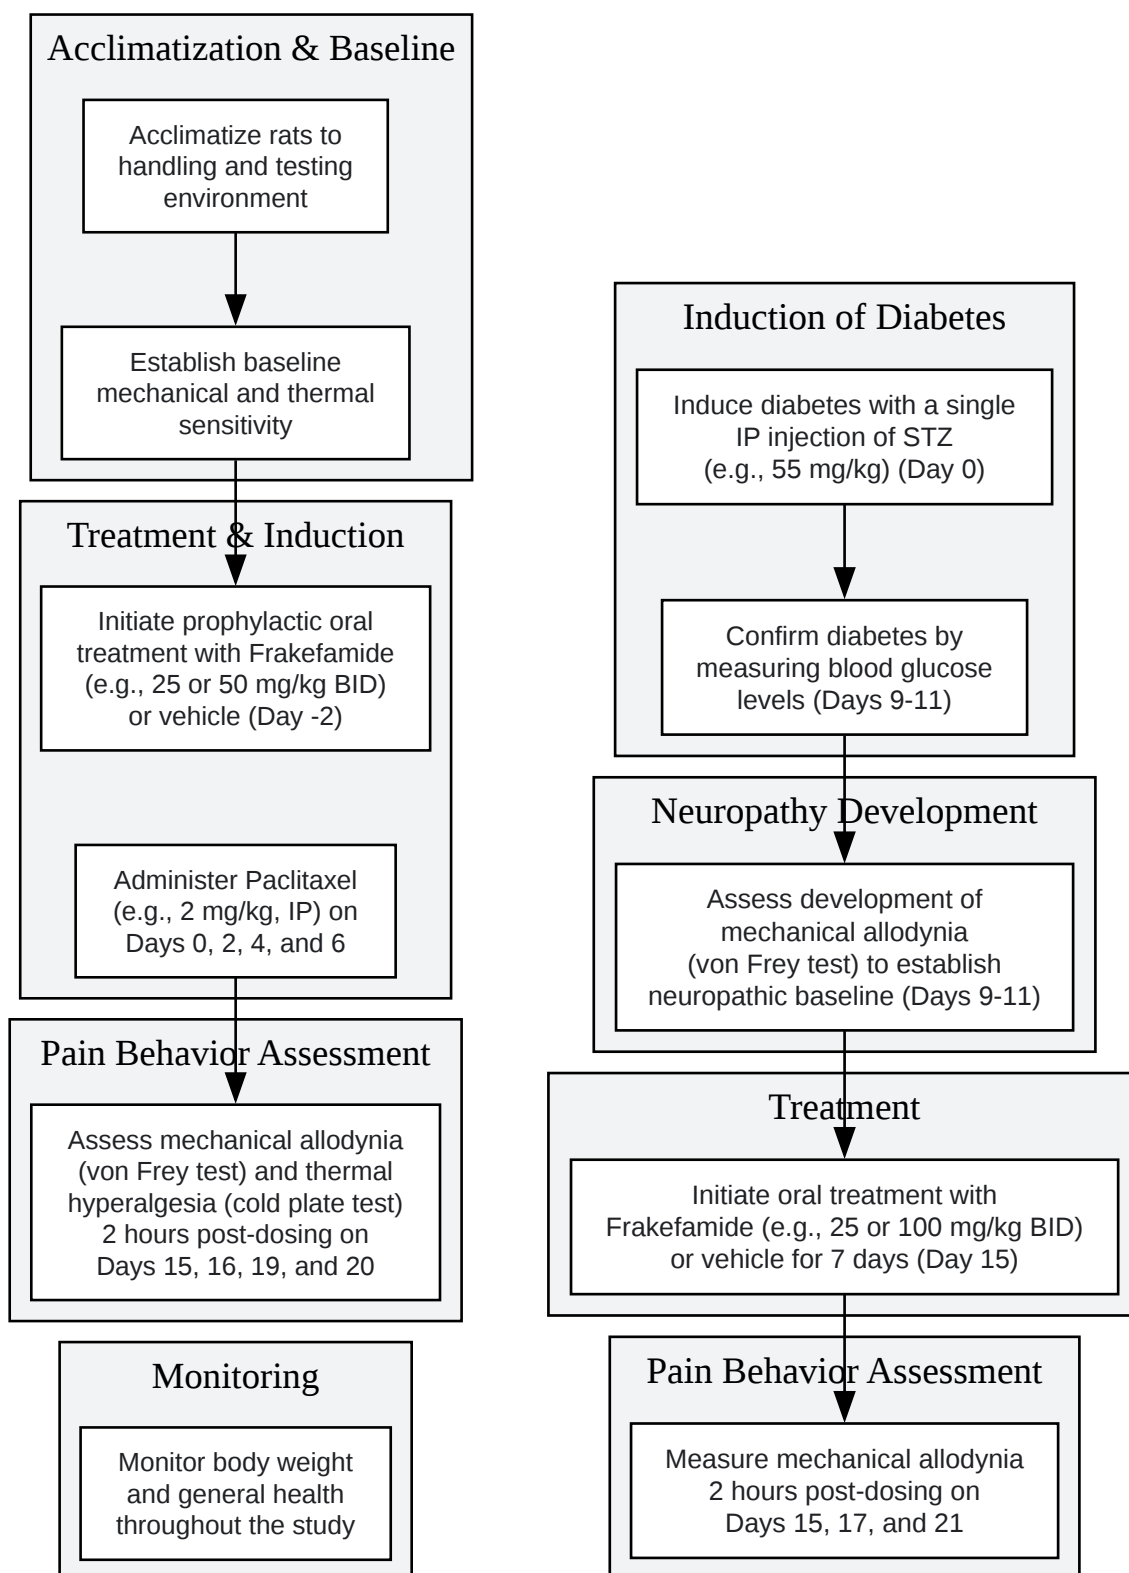 Acclimatization & Baseline
Acclimatize rats to
handling and testing
environment
Establish baseline
mechanical and thermal
sensitivity
Treatment & Induction
Initiate prophylactic oral
treatment with Frakefamide
(e.g., 25 or 50 mg/kg BID)
or vehicle (Day -2)
Administer Paclitaxel
(e.g., 2 mg/kg, IP) on
Days 0, 2, 4, and 6
Pain Behavior Assessment
Assess mechanical allodynia
(von Frey test) and thermal
hyperalgesia (cold plate test)
2 hours post-dosing on
Days 15, 16, 19, and 20
Monitoring
Monitor body weight
and general health
throughout the study
Induction of Diabetes
Induce diabetes with a single
IP injection of STZ
(e.g., 55 mg/kg) (Day 0)
Confirm diabetes by
measuring blood glucose
levels (Days 9-11)
Neuropathy Development
Assess development of
mechanical allodynia
(von Frey test) to establish
neuropathic baseline (Days 9-11)
Treatment
Initiate oral treatment with
Frakefamide (e.g., 25 or 100 mg/kg BID)
or vehicle for 7 days (Day 15)
Pain Behavior Assessment
Measure mechanical allodynia
2 hours post-dosing on
Days 15, 17, and 21